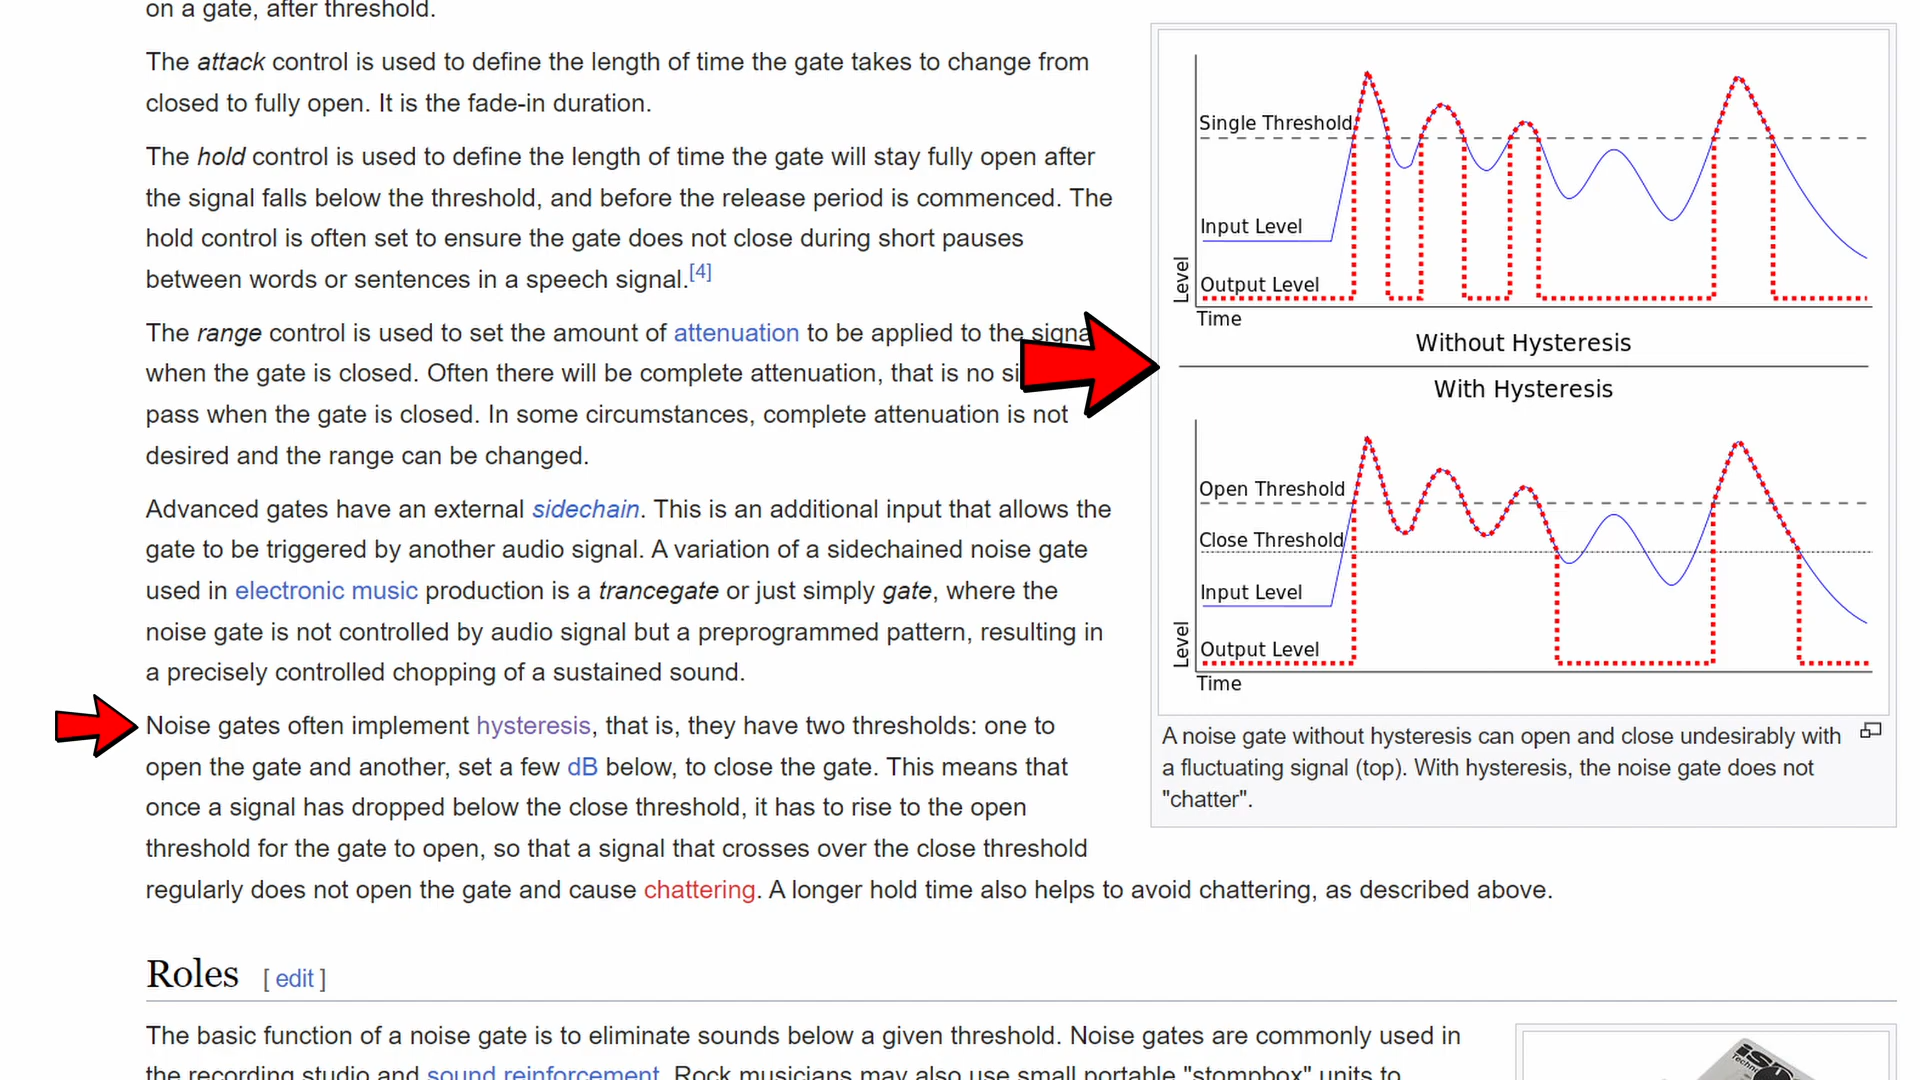 on a gate, after threshold.
The attack control is used to define the length of time the gate takes to change from
closed to fully open. It is the fade-in duration.
The hold control is used to define the length of time the gate will stay fully open after
the signal falls below the threshold, and before the release period is commenced. The
hold control is often set to ensure the gate does not close during short pauses
between words or sentences in a speech signal.[4]
The range control is used to set the amount of attenuation to be applied to the signa
when the gate is closed. Often there will be complete attenuation, that is no si
pass when the gate is closed. In some circumstances, complete attenuation is not
desired and the range can be changed.
Advanced gates have an external sidechain. This is an additional input that allows the
gate to be triggered by another audio signal. A variation of a sidechained noise gate
used in electronic music production is a trancegate or just simply gate, where the
noise gate is not controlled by audio signal but a preprogrammed pattern, resulting in
a precisely controlled chopping of a sustained sound.
Noise gates often implement hysteresis, that is, they have two thresholds: one to
open the gate and another, set a few dB below, to close the gate. This means that
once a signal has dropped below the close threshold, it has to rise to the open
threshold for the gate to open, so that a signal that crosses over the close threshold
regularly does not open the gate and cause chattering. A longer hold time also helps to avoid chattering, as described above.
Single Threshold
Input Level
Output Level
Level
Time
Without Hysteresis
With Hysteresis
Open Threshold
Close Threshold
Input Level
Output Level
Level
Time
A noise gate without hysteresis can open and close undesirably with
a fluctuating signal (top). With hysteresis, the noise gate does not
"chatter".
Roles [ edit ]
The basic function of a noise gate is to eliminate sounds below a given threshold. Noise gates are commonly used in
the recording studio and sound reinforcement. Rock musicians may also use small portable "stompbox" units to